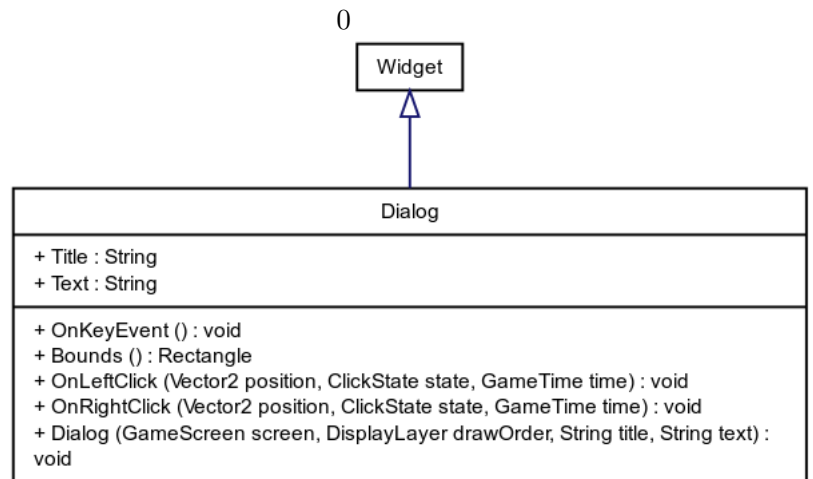 0
Widget
Dialog
+ Title : String
+ Text : String
+ OnKeyEvent () : void
+ Bounds () : Rectangle
+ OnLeftClick (Vector2 position, ClickState state, GameTime time) : void
+ OnRightClick (Vector2 position, ClickState state, GameTime time) : void
+ Dialog (GameScreen screen, DisplayLayer drawOrder, String title, String text) :
void